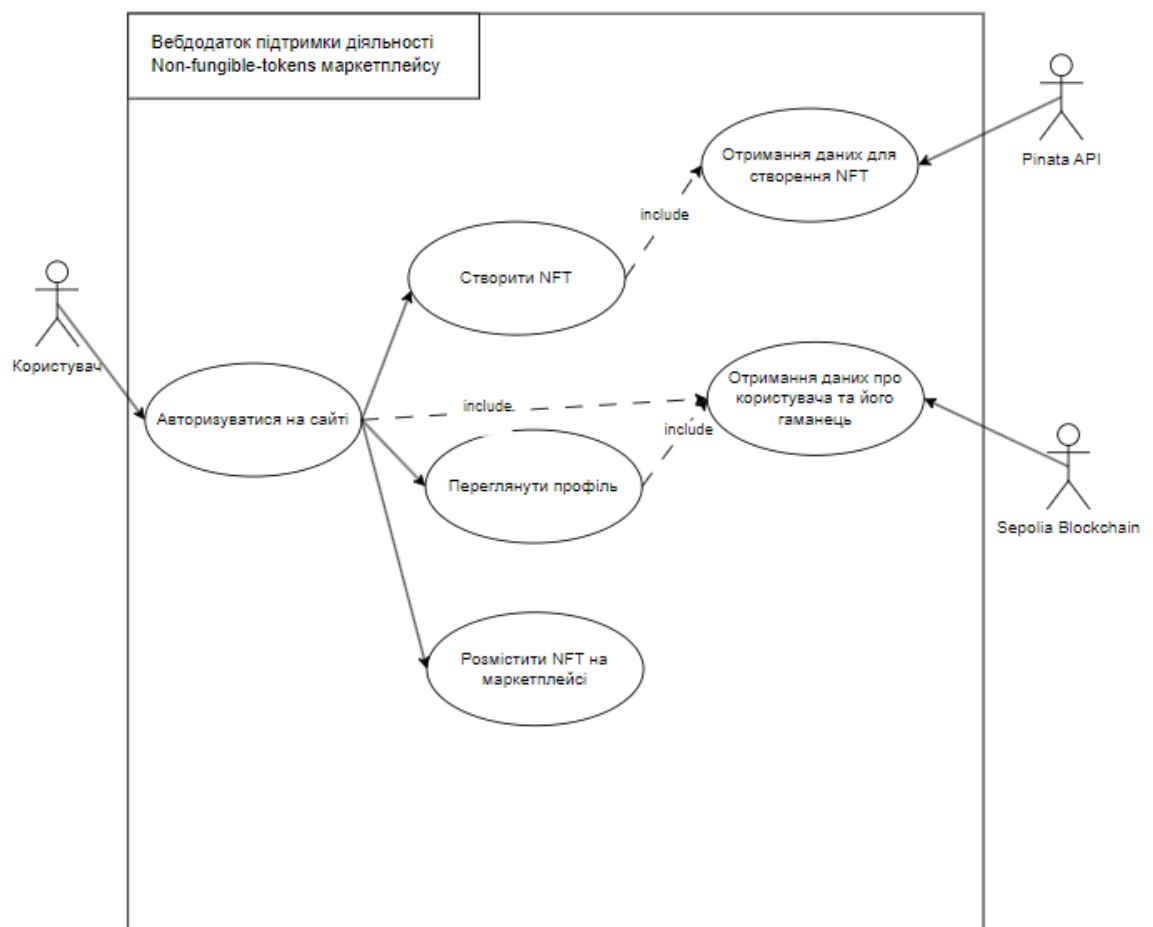 Вебдодаток підтримки діяльності
Non-fungible-tokens маркетплейсу
Отримання даних для
створення NFT
Pinata API
include
Створити NFT
Користувач
Авторизуватися на сайті
include.
Отримання даних про
користувача та його
гаманець
include
Переглянути профіль
Sepolia Blockchain
Розмістити NFT на
маркетплейсі